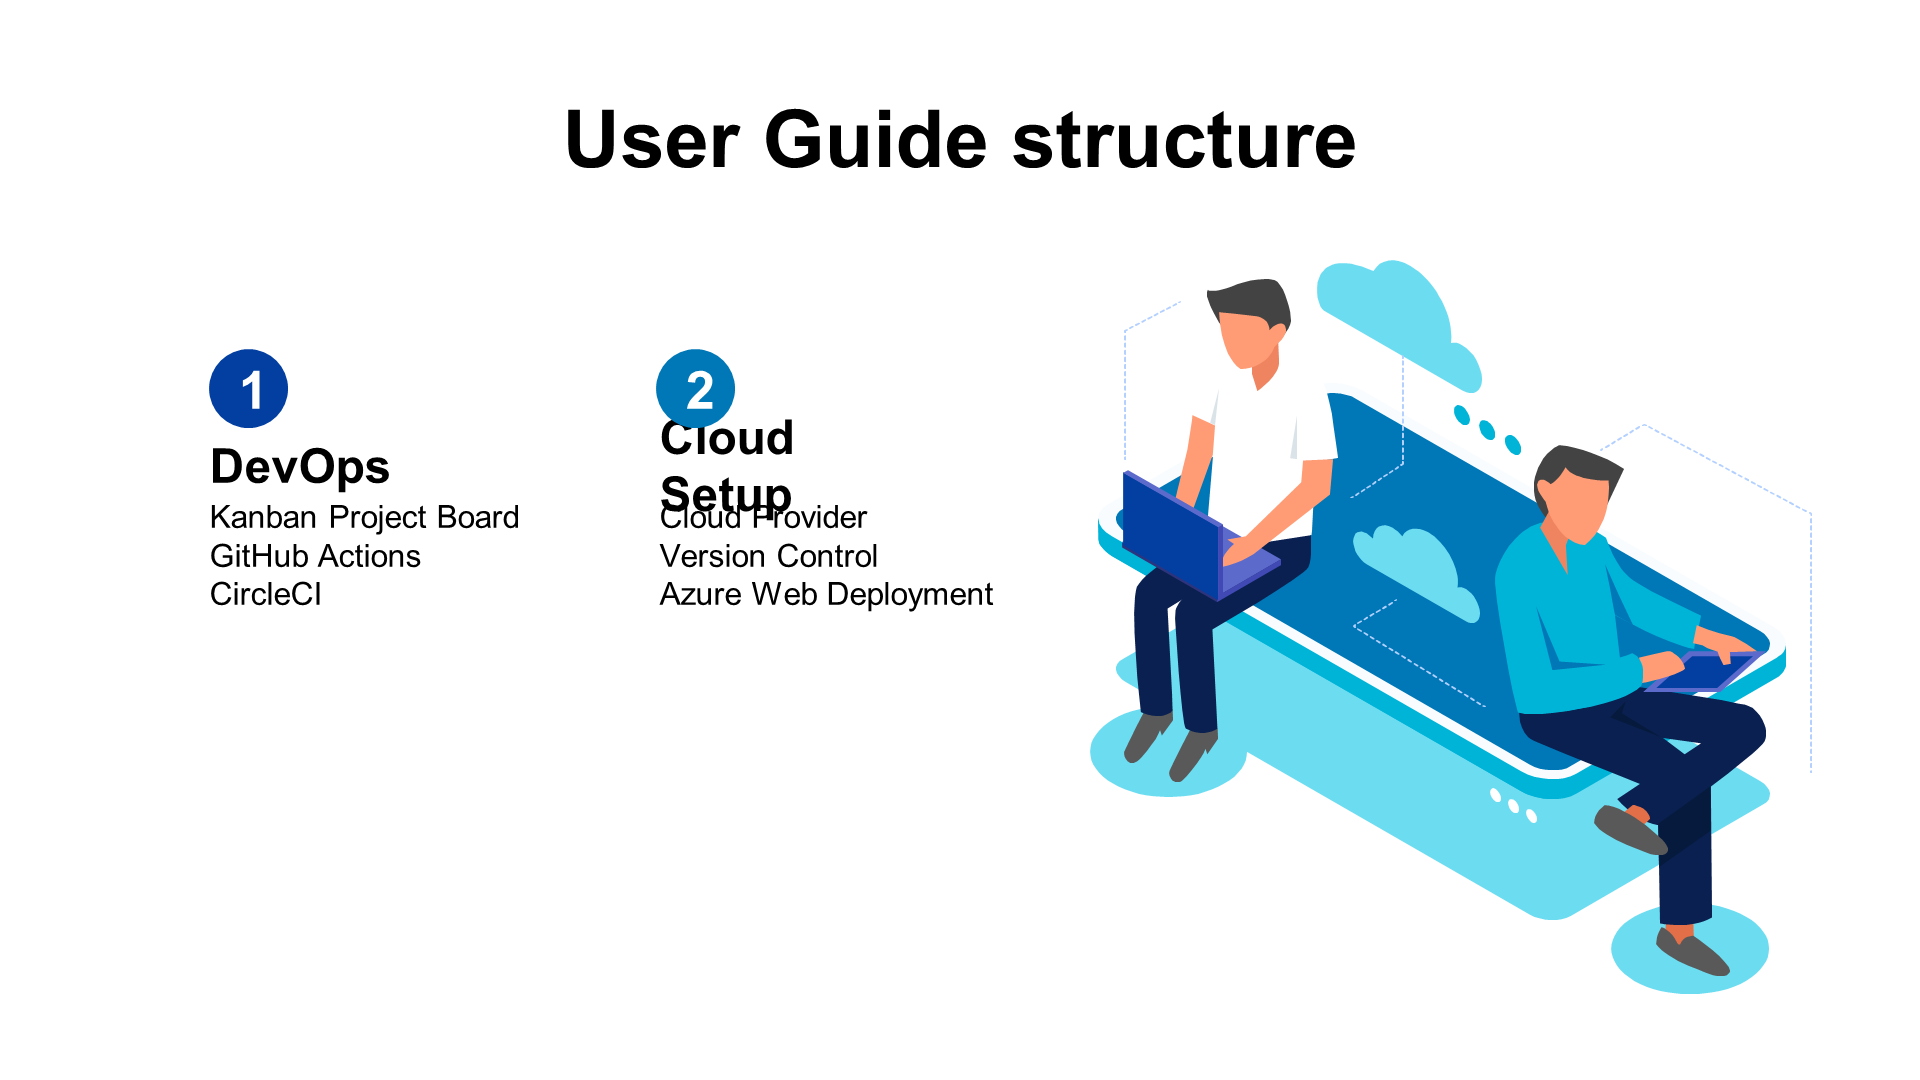 User Guide structure
1
DevOps
Kanban Project Board
GitHub Actions
CircleCI
2
Cloud
Setup
Cloud Provider
Version Control
Azure Web Deployment